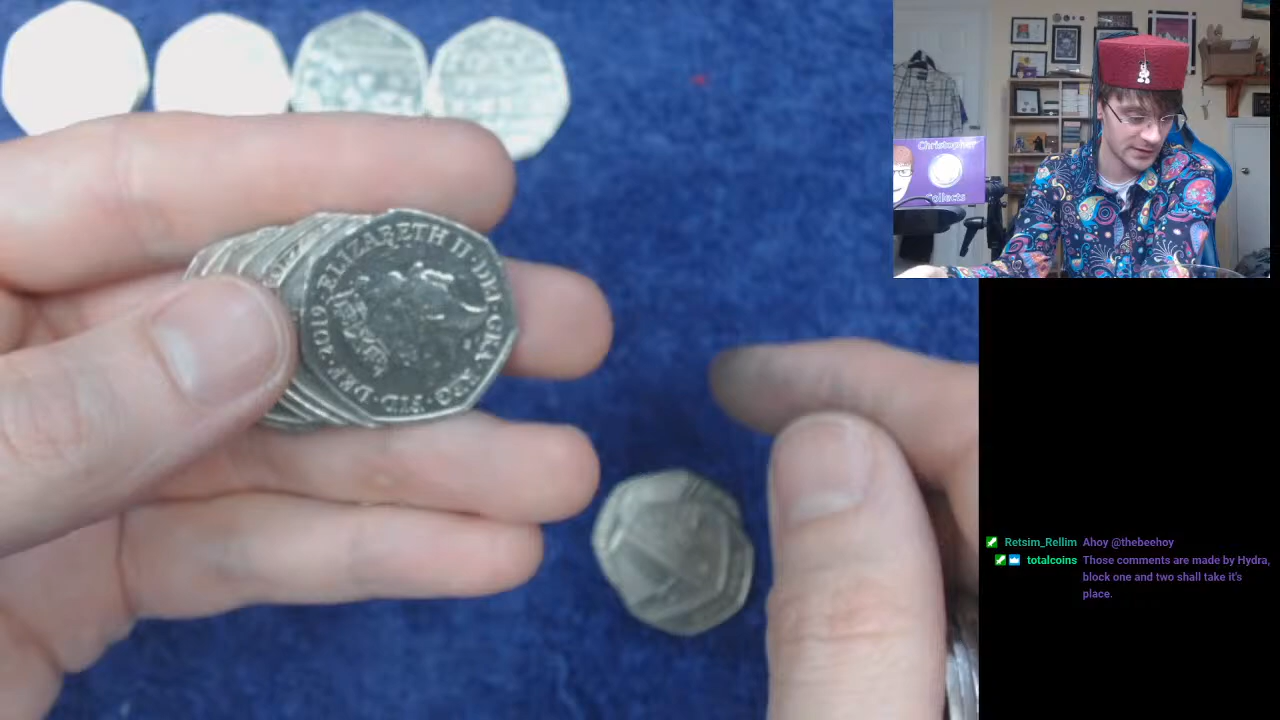 Christopher
Collects
2019·ELIZABETH II·DEI·GRA·REG·FID·DEF·
Retsim_Rellim Ahoy @thebeehoy
totalcoins Those comments are made by Hydra,
block one and two shall take it's
place.